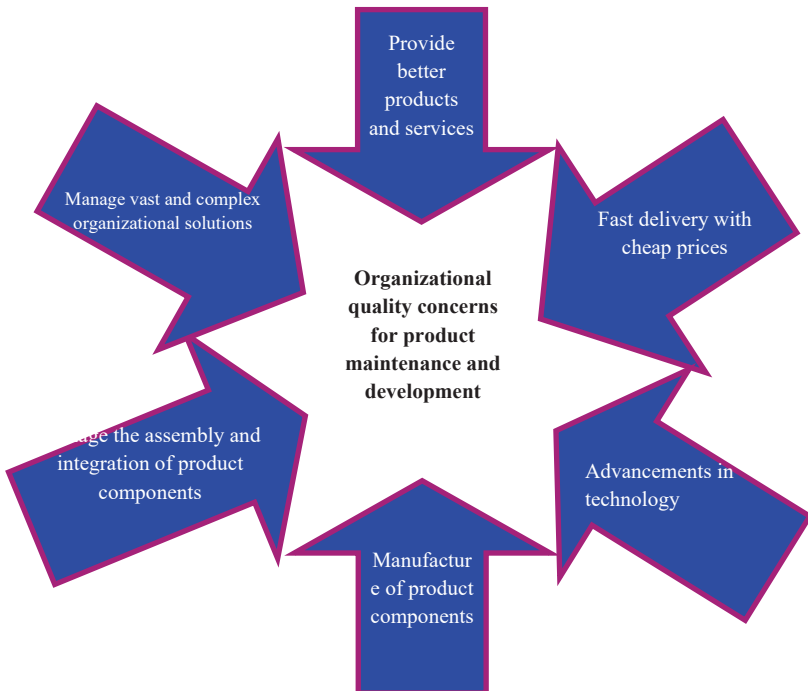 Provide
better
products
and services
Manage vast and complex
organizational solutions
Fast delivery with
cheap prices
Organizational
quality concerns
for product
maintenance and
development
the assembly and
integration of product
components
Advancements in
technology
Manufactur
e of product
components